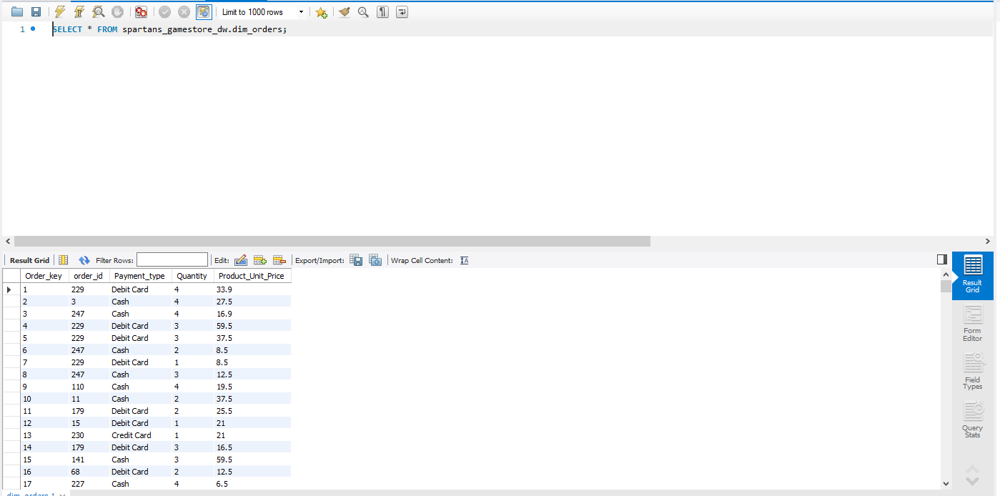 Limit to 1000 rows
1 SELECT * FROM spartans_gamestore_dw.dim_orders;
Result Grid Filter Rows: Edit: Export/Import: Wrap Cell Content:
Order_key order_id Payment_type Quantity Product_Unit_Price
1 229 Debit Card 4 33.9
2 3 Cash 4 27.5
3 247 Cash 4 16.9
4 229 Debit Card 3 59.5
5 229 Debit Card 3 37.5
6 247 Cash 2 8.5
7 229 Debit Card 1 8.5
8 247 Cash 3 12.5
9 110 Cash 4 19.5
10 11 Cash 2 37.5
11 179 Debit Card 2 25.5
12 15 Debit Card 1 21
13 230 Credit Card 1 21
14 179 Debit Card 3 16.5
15 141 Cash 3 59.5
16 68 Debit Card 2 12.5
17 227 Cash 4 6.5
dim_orders 1
Result
Grid
Form
Editor
Field
Types
Query
Stats